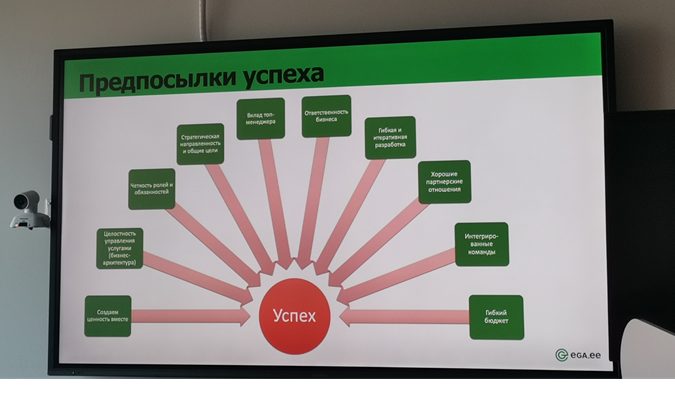 Предпосылки успеха
Создаем
ценность вместе
Целостность
управления
услугами
(бизнес-
архитектура)
Четкость ролей и
обязанностей
Стратегическая
направленность
и общие цели
Вклад топ-
менеджера
Ответственность
бизнеса
Гибкая и
итеративная
разработка
Хорошие
партнерские
отношения
Интегриро-
ванные
команды
Гибкий
бюджет
Успех
eGA.ee